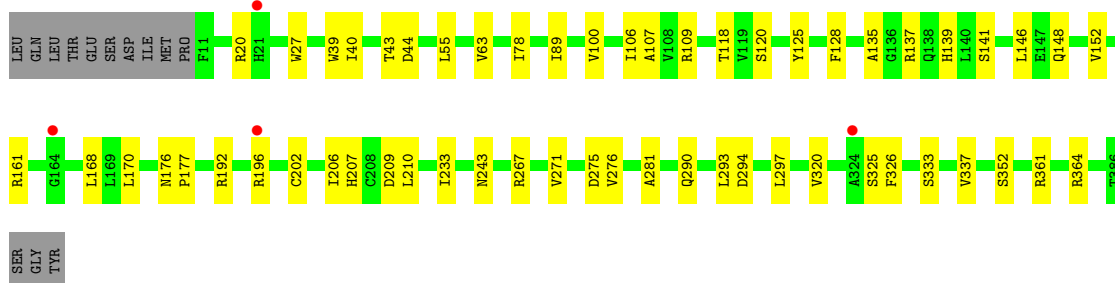 LEU GLN LEU THR GLU SER ASP ILE MET PRO F11 R20 H21 W27 W39 I40 T43 D44 L55 V63 I78 I89 V100 I106 A107 V108 R109 T118 V119 S120 Y125 F128 A135 G136 R137 Q138 H139 L140 S141 L146 E147 Q148 V152
R161 G164 L168 L169 L170 N176 P177 R192 R196 C202 I206 H207 C208 D209 L210 I233 N243 R267 V271 D275 V276 A281 Q290 L293 D294 L297 V320 A324 S325 F326 S333 V337 S352 R361 R364 T386
SER GLY TYR